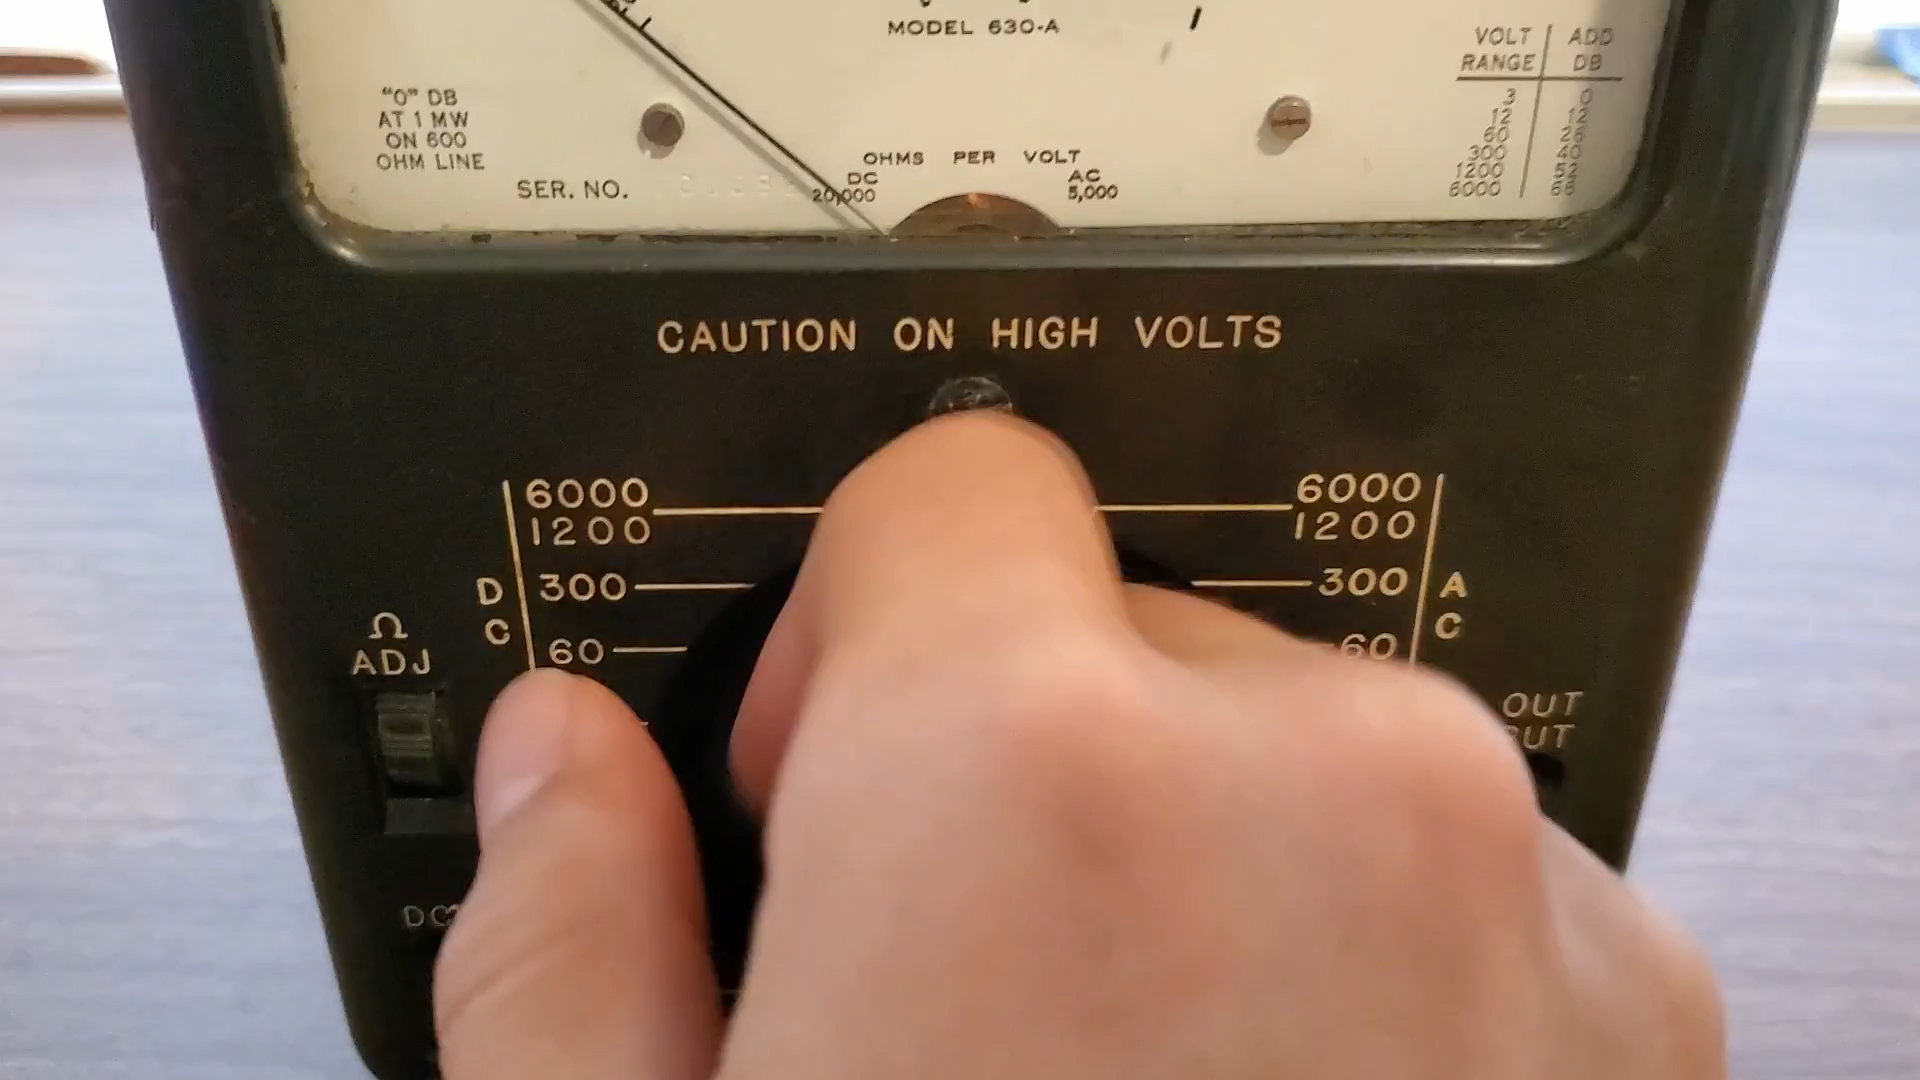 MODEL 630-A
VOLT RANGE ADD DB
3 0
12 12
60 26
300 40
1200 52
6000 66
"0" DB
AT 1 MW
ON 600
OHM LINE
SER. NO.
OHMS PER VOLT
DC AC
20,000 5,000
CAUTION ON HIGH VOLTS
6000 6000
1200 1200
300 300
60 60
DC
AC
Ω
ADJ
OUT
PUT
DC